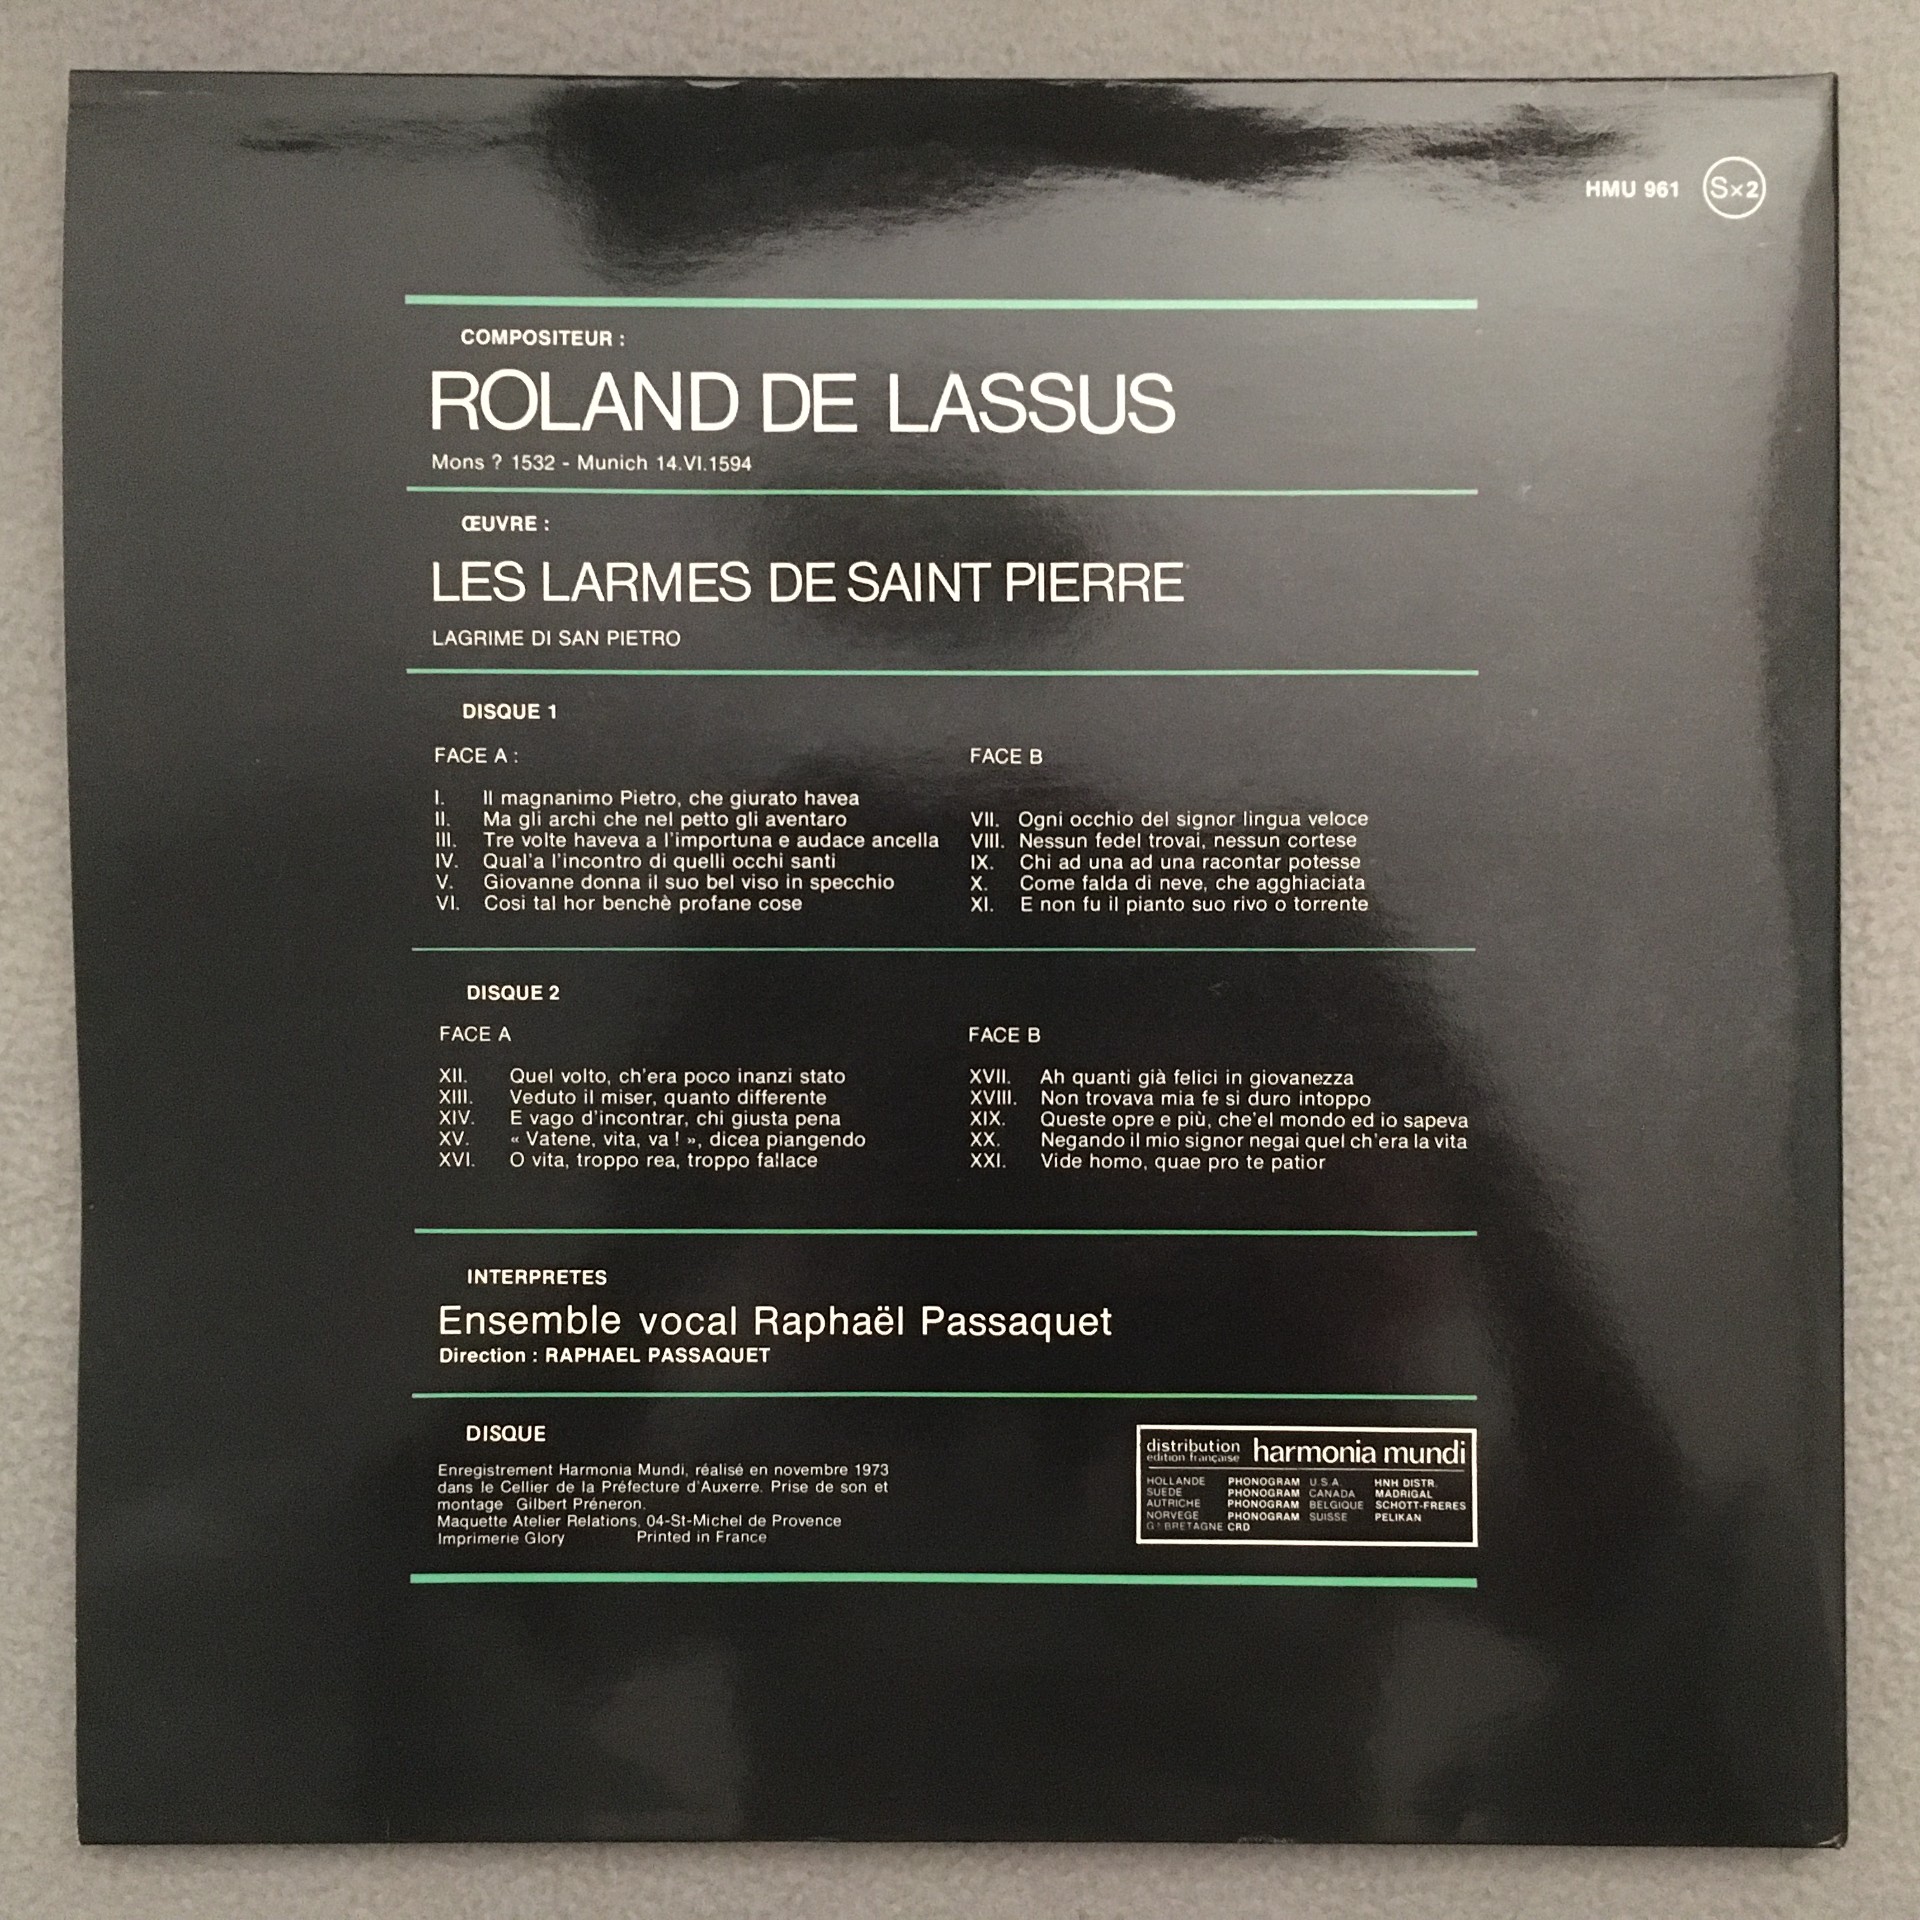 HMU 961 Sx2
COMPOSITEUR :
ROLAND DE LASSUS
Mons ? 1532 - Munich 14.VI.1594
ŒUVRE :
LES LARMES DE SAINT PIERRE
LAGRIME DI SAN PIETRO
DISQUE 1
FACE A :
I. Il magnanimo Pietro, che giurato havea
II. Ma gli archi che nel petto gli aventaro
III. Tre volte haveva a l'importuna e audace ancella
IV. Qual'a l'incontro di quelli occhi santi
V. Giovanne donna il suo bel viso in specchio
VI. Cosi tal hor benchè profane cose
FACE B
VII. Ogni occhio del signor lingua veloce
VIII. Nessun fedel trovai, nessun cortese
IX. Chi ad una ad una racontar potesse
X. Come falda di neve, che agghiaciata
XI. E non fu il pianto suo rivo o torrente
DISQUE 2
FACE A
XII. Quel volto, ch'era poco inanzi stato
XIII. Veduto il miser, quanto differente
XIV. E vago d'incontrar, chi giusta pena
XV. « Vatene, vita, va ! », dicea piangendo
XVI. O vita, troppo rea, troppo fallace
FACE B
XVII. Ah quanti già felici in giovanezza
XVIII. Non trovava mia fe si duro intoppo
XIX. Queste opre e più, che'el mondo ed io sapeva
XX. Negando il mio signor negai quel ch'era la vita
XXI. Vide homo, quae pro te patior
INTERPRETES
Ensemble vocal Raphaël Passaquet
Direction : RAPHAEL PASSAQUET
DISQUE
Enregistrement Harmonia Mundi, réalisé en novembre 1973
dans le Cellier de la Préfecture d'Auxerre. Prise de son et
montage Gilbert Préneron.
Maquette Atelier Relations, 04-St-Michel de Provence
Imprimerie Glory Printed in France
distribution harmonia mundi
edition française
HOLLANDE PHONOGRAM U.S.A. HNH DISTR.
SUEDE PHONOGRAM CANADA MADRIGAL
AUTRICHE PHONOGRAM BELGIQUE SCHOTT-FRERES
NORVEGE PHONOGRAM SUISSE PELIKAN
BRETAGNE CRD